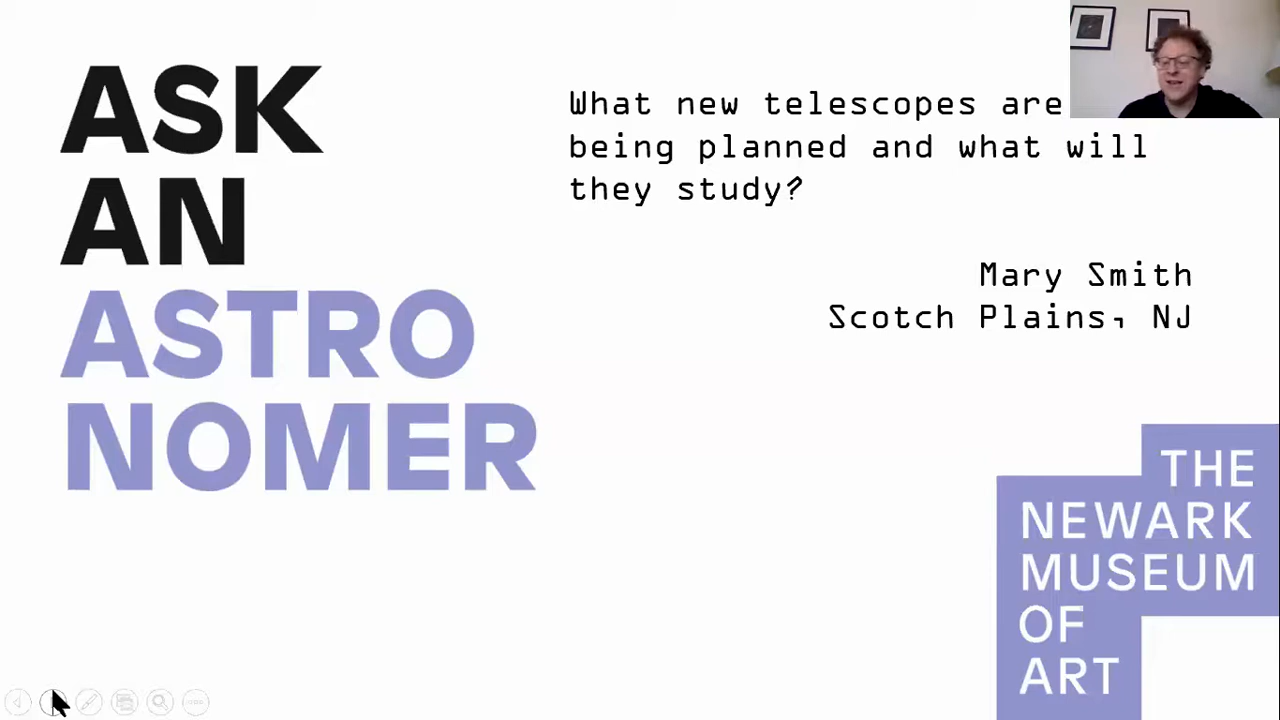 ASK
AN
ASTRO
NOMER
What new telescopes are
being planned and what will
they study?
Mary Smith
Scotch Plains, NJ
THE
NEWARK
MUSEUM
OF
ART